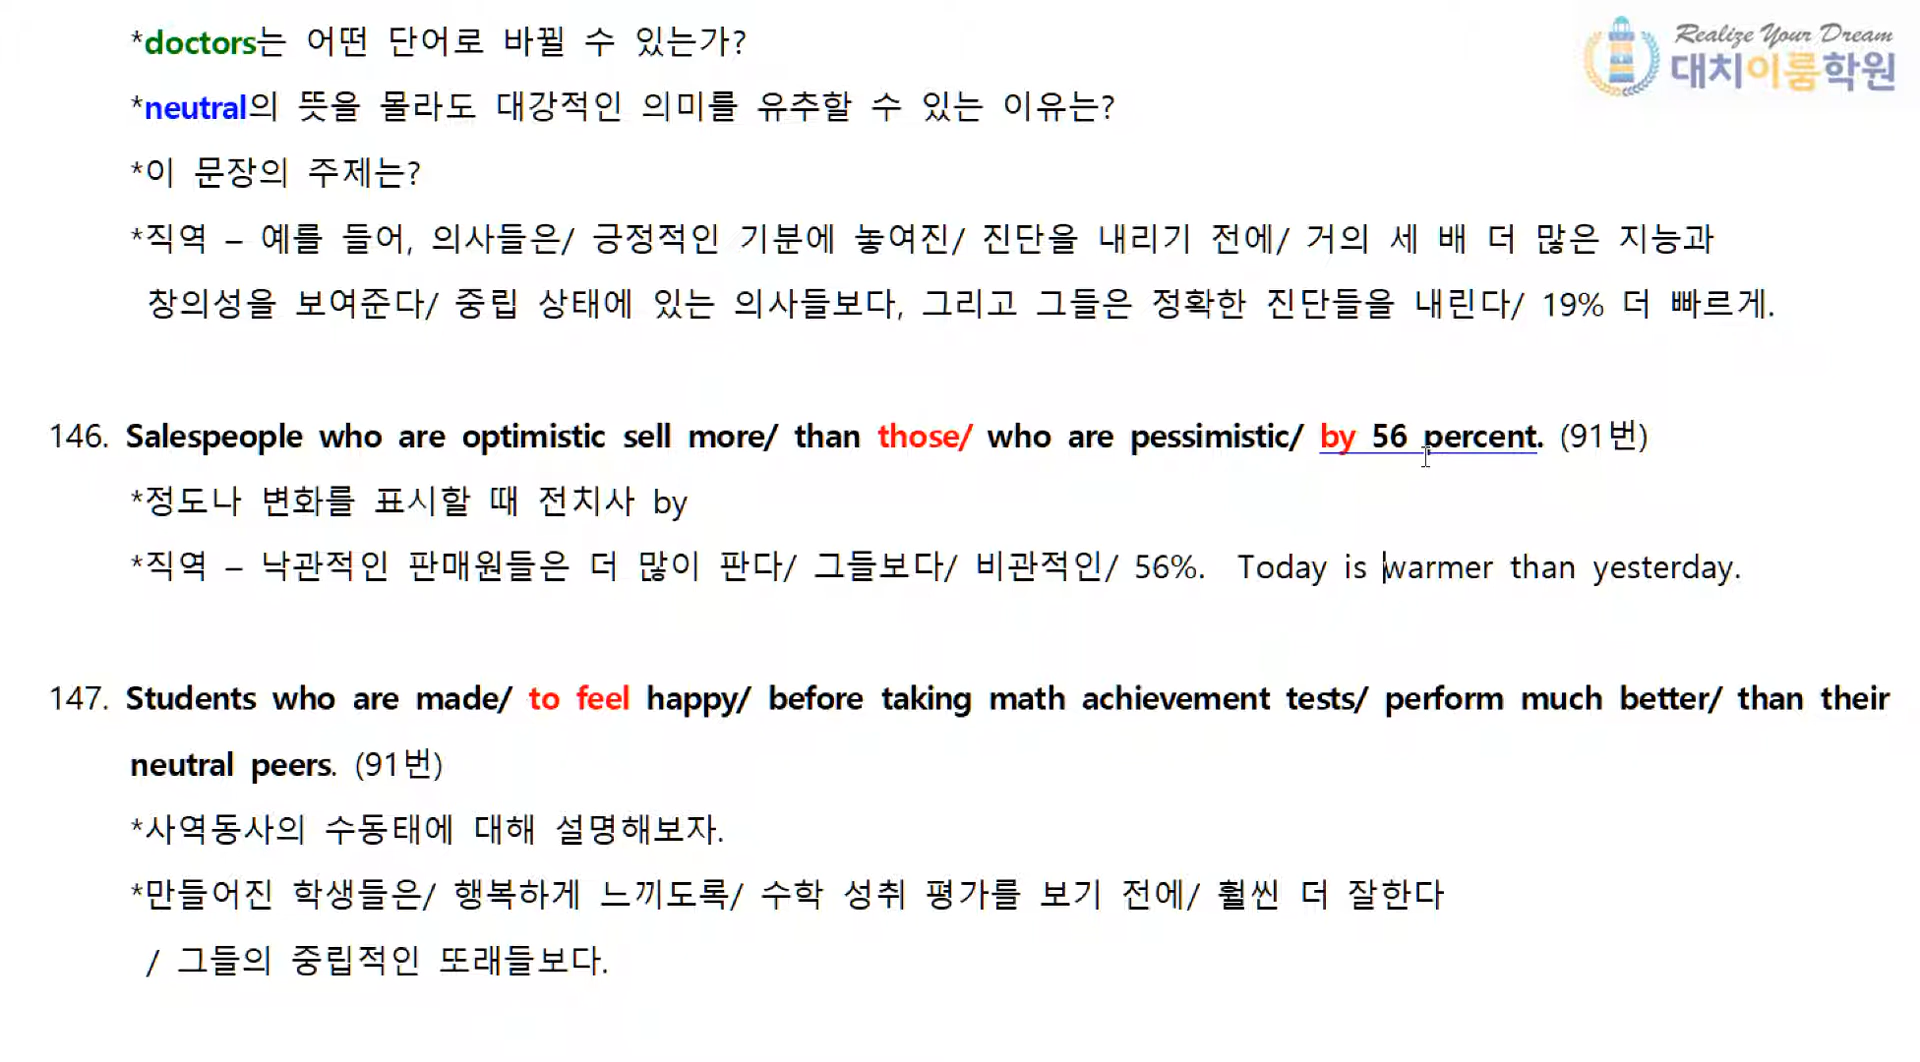 *doctors는 어떤 단어로 바뀔 수 있는가?
Realize Your Dream
대치이룸학원
*neutral의 뜻을 몰라도 대강적인 의미를 유추할 수 있는 이유는?
*이 문장의 주제는?
*직역 – 예를 들어, 의사들은/ 긍정적인 기분에 놓여진/ 진단을 내리기 전에/ 거의 세 배 더 많은 지능과
창의성을 보여준다/ 중립 상태에 있는 의사들보다, 그리고 그들은 정확한 진단들을 내린다/ 19% 더 빠르게.
146. Salespeople who are optimistic sell more/ than those/ who are pessimistic/ by 56 percent. (91번)
*정도나 변화를 표시할 때 전치사 by
*직역 – 낙관적인 판매원들은 더 많이 판다/ 그들보다/ 비관적인/ 56%. Today is warmer than yesterday.
147. Students who are made/ to feel happy/ before taking math achievement tests/ perform much better/ than their
neutral peers. (91번)
*사역동사의 수동태에 대해 설명해보자.
*만들어진 학생들은/ 행복하게 느끼도록/ 수학 성취 평가를 보기 전에/ 훨씬 더 잘한다
/ 그들의 중립적인 또래들보다.